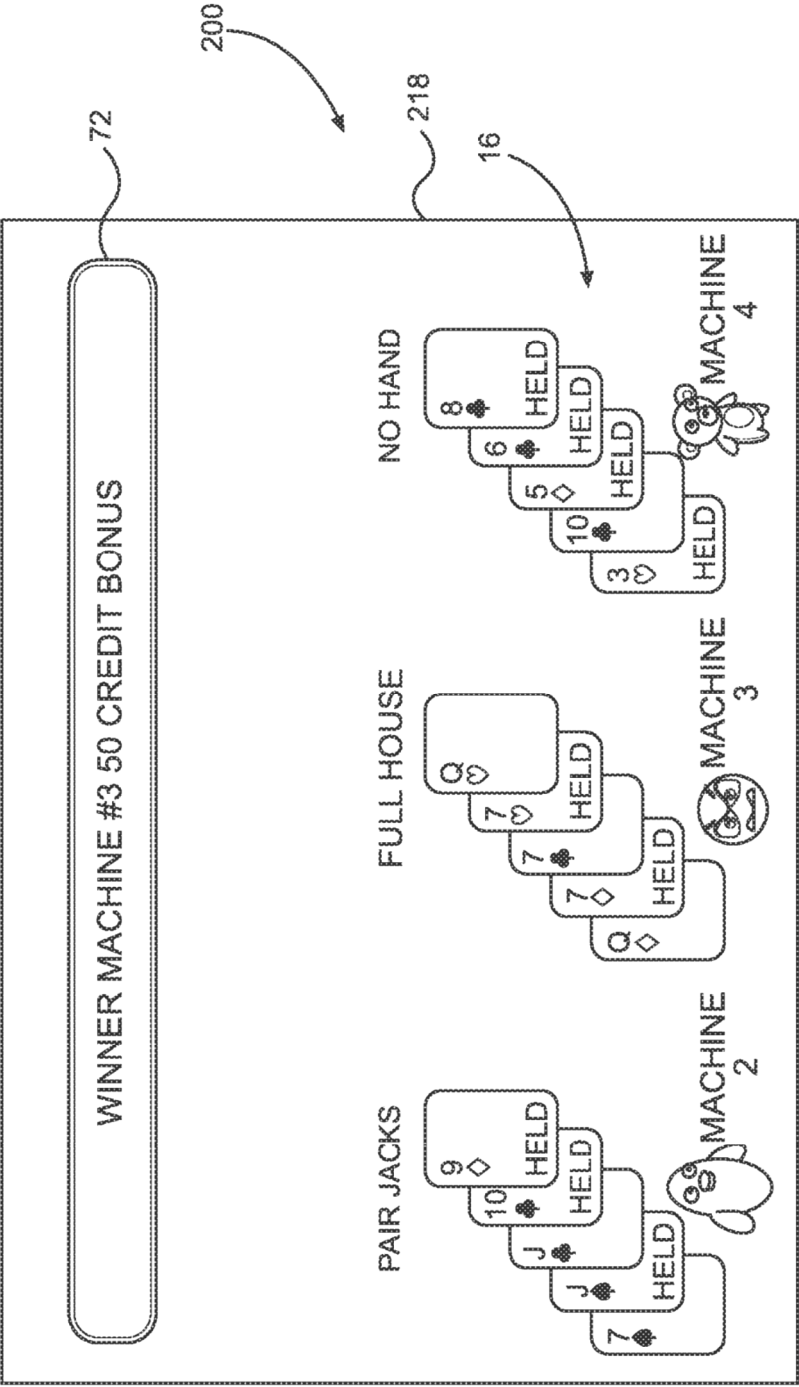 200
72
218
16
WINNER MACHINE #3 50 CREDIT BONUS
PAIR JACKS
7♠
J♠ HELD
J♣
10♣ HELD
9♢ HELD
MACHINE
2
FULL HOUSE
Q♢
7♢ HELD
7♣
7♡ HELD
Q♡
MACHINE
3
NO HAND
3♡ HELD
10♣
5♢ HELD
6♣ HELD
8♣ HELD
MACHINE
4